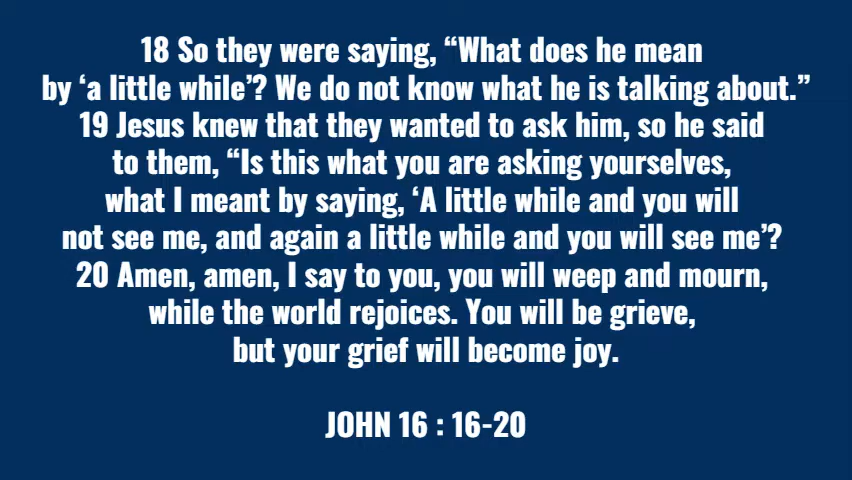 18 So they were saying, “What does he mean
by ‘a little while’? We do not know what he is talking about.”
19 Jesus knew that they wanted to ask him, so he said
to them, “Is this what you are asking yourselves,
what I meant by saying, ‘A little while and you will
not see me, and again a little while and you will see me’?
20 Amen, amen, I say to you, you will weep and mourn,
while the world rejoices. You will be grieve,
but your grief will become joy.
JOHN 16 : 16-20